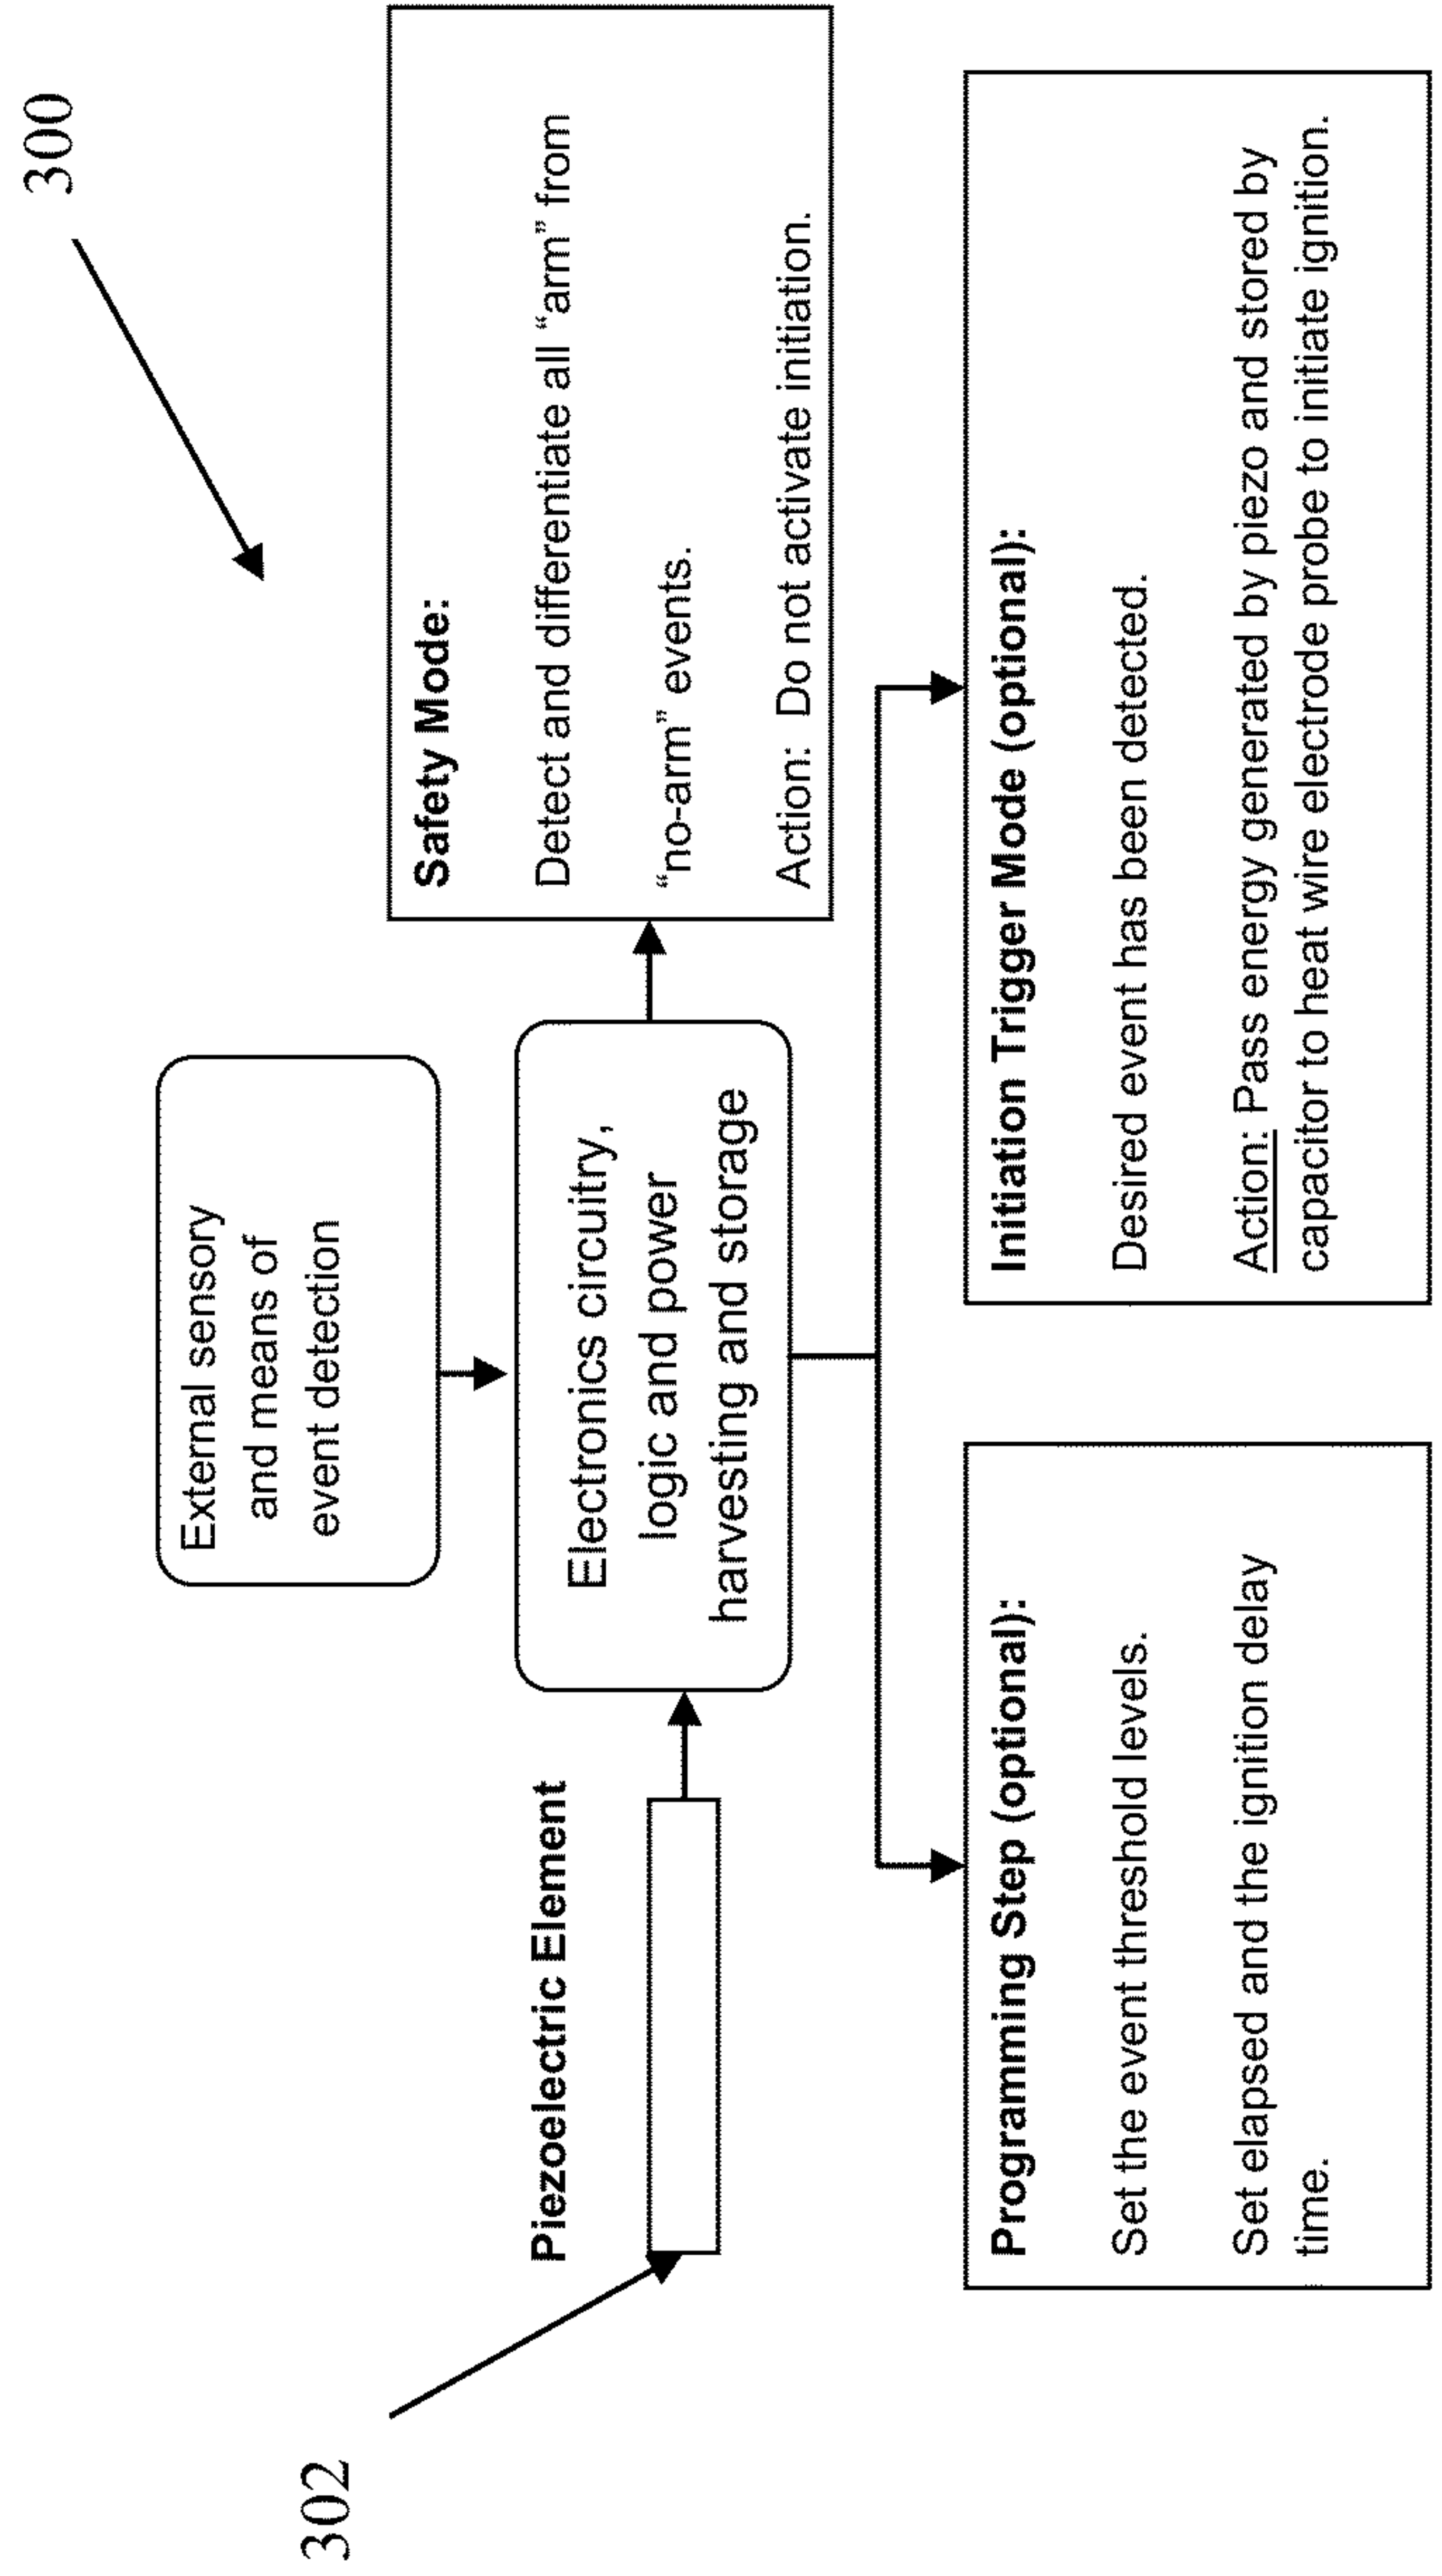 300
External sensory
and means of
event detection
302
Piezoelectric Element
Electronics circuitry,
logic and power
harvesting and storage
Safety Mode:
Detect and differentiate all “arm” from
“no-arm” events.
Action: Do not activate initiation.
Programming Step (optional):
Set the event threshold levels.
Set elapsed and the ignition delay
time.
Initiation Trigger Mode (optional):
Desired event has been detected.
Action: Pass energy generated by piezo and stored by
capacitor to heat wire electrode probe to initiate ignition.